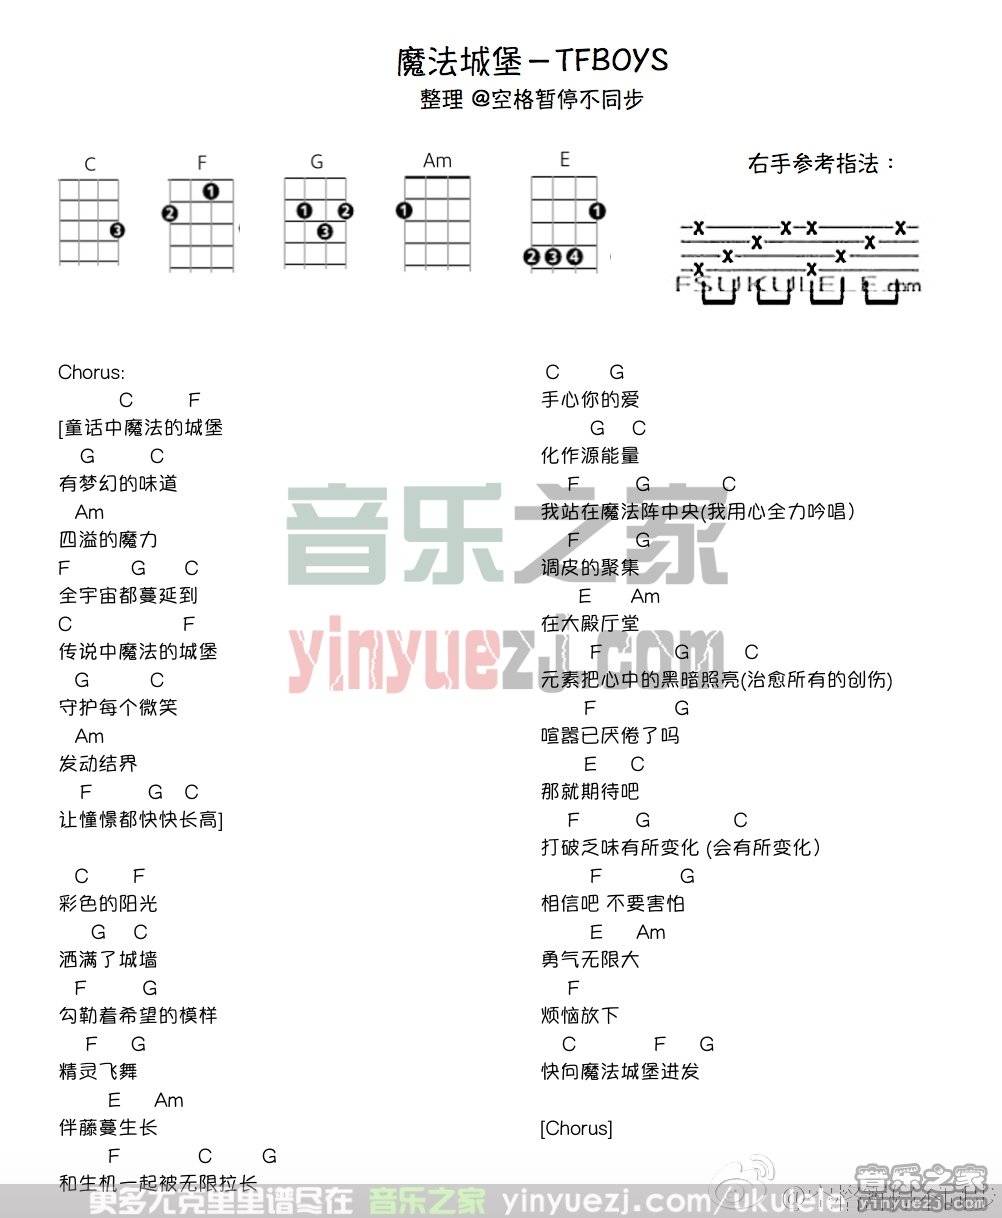 魔法城堡－TFBOYS
整理 @空格暂停不同步
C F G Am E
右手参考指法：
FSUKULELE.com
Chorus:
C F
[童话中魔法的城堡
G C
有梦幻的味道
Am
四溢的魔力
F G C
全宇宙都蔓延到
C F
传说中魔法的城堡
G C
守护每个微笑
Am
发动结界
F G C
让憧憬都快快长高]
C F
彩色的阳光
G C
洒满了城墙
F G
勾勒着希望的模样
F G
精灵飞舞
E Am
伴藤蔓生长
F C G
和生机一起被无限拉长
C G
手心你的爱
G C
化作源能量
F G C
我站在魔法阵中央(我用心全力吟唱）
F G
调皮的聚集
E Am
在大殿厅堂
F G C
元素把心中的黑暗照亮(治愈所有的创伤)
F G
喧嚣已厌倦了吗
E C
那就期待吧
F G C
打破乏味有所变化 (会有所变化）
F G
相信吧 不要害怕
E Am
勇气无限大
F
烦恼放下
C F G
快向魔法城堡进发
[Chorus]
音乐之家
yinyuezj.com
更多尤克里里谱尽在 音乐之家 yinyuezj.com/ukulele
音乐之家
yinyuezj.com